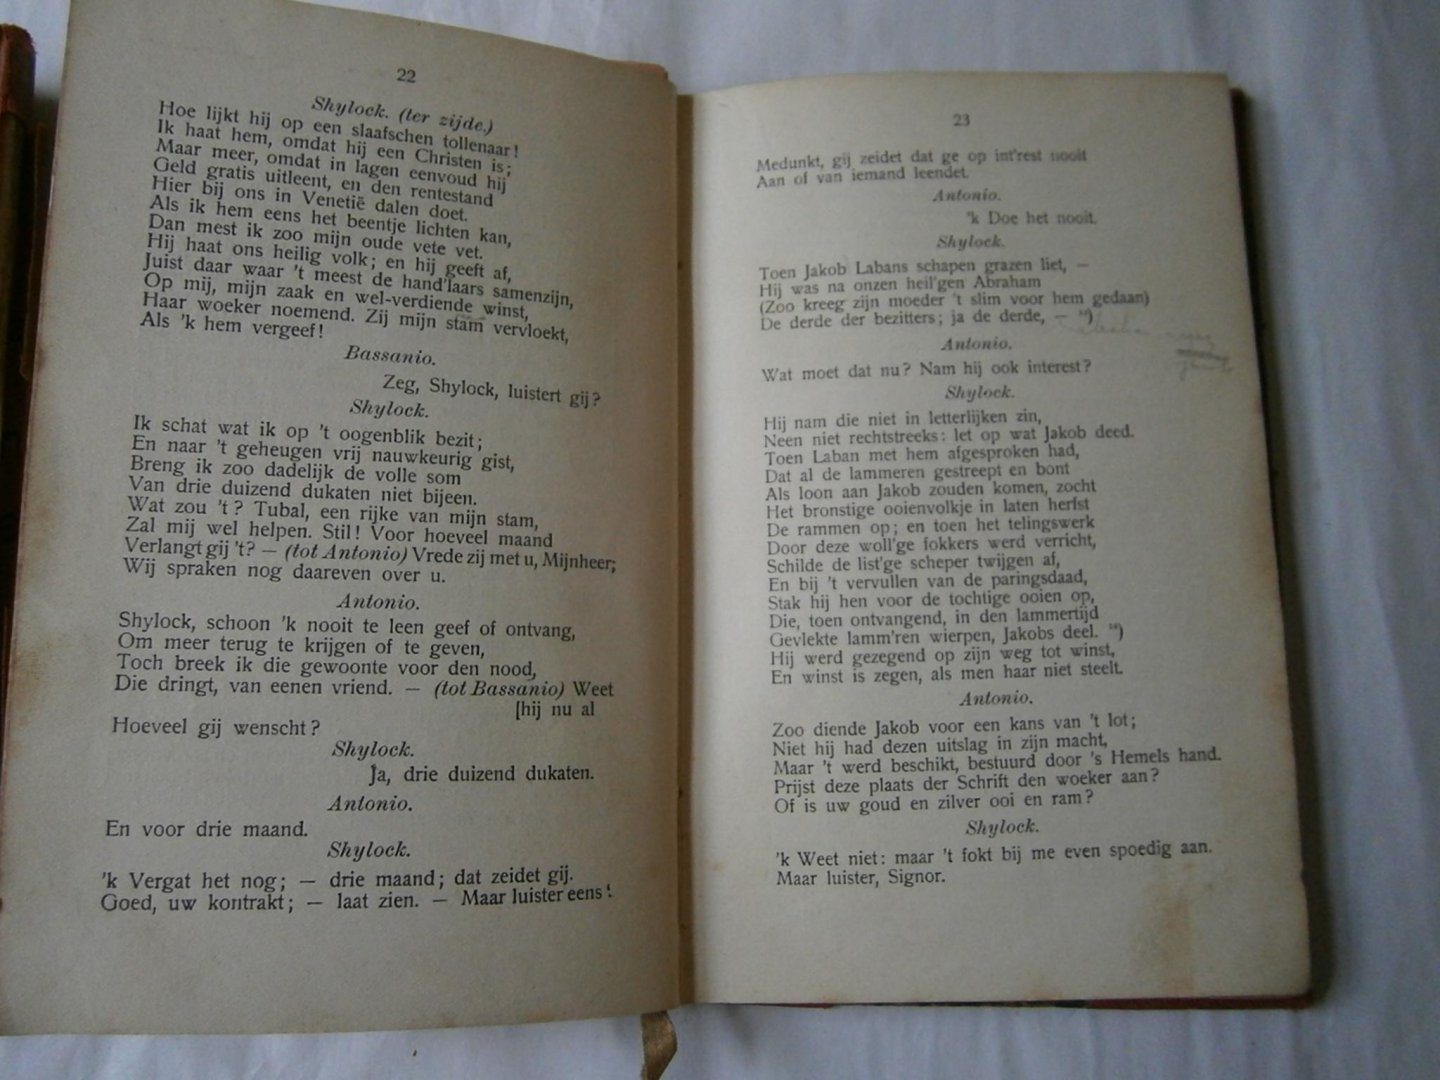 22
Shylock. (ter zijde.)
Hoe lijkt hij op een slaafschen tollenaar!
Ik haat hem, omdat hij een Christen is;
Maar meer, omdat in lagen eenvoud hij
Geld gratis uitleent, en den rentestand
Hier bij ons in Venetië dalen doet.
Als ik hem eens het beentje lichten kan,
Dan mest ik zoo mijn oude vete vet.
Hij haat ons heilig volk; en hij geeft af,
Juist daar waar 't meest de hand'laars samenzijn,
Op mij, mijn zaak en wel-verdiende winst,
Haar woeker noemend. Zij mijn stam vervloekt,
Als 'k hem vergeef!
Bassanio.
Zeg, Shylock, luistert gij?
Shylock.
Ik schat wat ik op 't oogenblik bezit;
En naar 't geheugen vrij nauwkeurig gist,
Breng ik zoo dadelijk de volle som
Van drie duizend dukaten niet bijeen.
Wat zou 't? Tubal, een rijke van mijn stam,
Zal mij wel helpen. Stil! Voor hoeveel maand
Verlangt gij 't? — (tot Antonio) Vrede zij met u, Mijnheer;
Wij spraken nog daareven over u.
Antonio.
Shylock, schoon 'k nooit te leen geef of ontvang,
Om meer terug te krijgen of te geven,
Toch breek ik die gewoonte voor den nood,
Die dringt, van eenen vriend. — (tot Bassanio) Weet
[hij nu al
Hoeveel gij wenscht?
Shylock.
Ja, drie duizend dukaten.
Antonio.
En voor drie maand.
Shylock.
'k Vergat het nog; — drie maand; dat zeidet gij.
Goed, uw kontrakt; — laat zien. — Maar luister eens!
23
Medunkt, gij zeidet dat ge op int'rest nooit
Aan of van iemand leendet.
Antonio.
'k Doe het nooit.
Shylock.
Toen Jakob Labans schapen grazen liet, —
Hij was na onzen heil'gen Abraham
(Zoo kreeg zijn moeder 't slim voor hem gedaan)
De derde der bezitters; ja de derde, —
Antonio.
Wat moet dat nu? Nam hij ook interest?
Shylock.
Hij nam die niet in letterlijken zin,
Neen niet rechtstreeks: let op wat Jakob deed.
Toen Laban met hem afgesproken had,
Dat al de lammeren gestreept en bont
Als loon aan Jakob zouden komen, zocht
Het bronstige ooienvolkje in laten herfst
De rammen op; en toen het telingswerk
Door deze woll'ge fokkers werd verricht,
Schilde de list'ge scheper twijgen af,
En bij 't vervullen van de paringsdaad,
Stak hij hen voor de tochtige ooien op,
Die, toen ontvangend, in den lammertijd
Gevlekte lamm'ren wierpen, Jakobs deel.
Hij werd gezegend op zijn weg tot winst,
En winst is zegen, als men haar niet steelt.
Antonio.
Zoo diende Jakob voor een kans van 't lot;
Niet hij had dezen uitslag in zijn macht,
Maar 't werd beschikt, bestuurd door 's Hemels hand.
Prijst deze plaats der Schrift den woeker aan?
Of is uw goud en zilver ooi en ram?
Shylock.
'k Weet niet: maar 't fokt bij me even spoedig aan.
Maar luister, Signor.